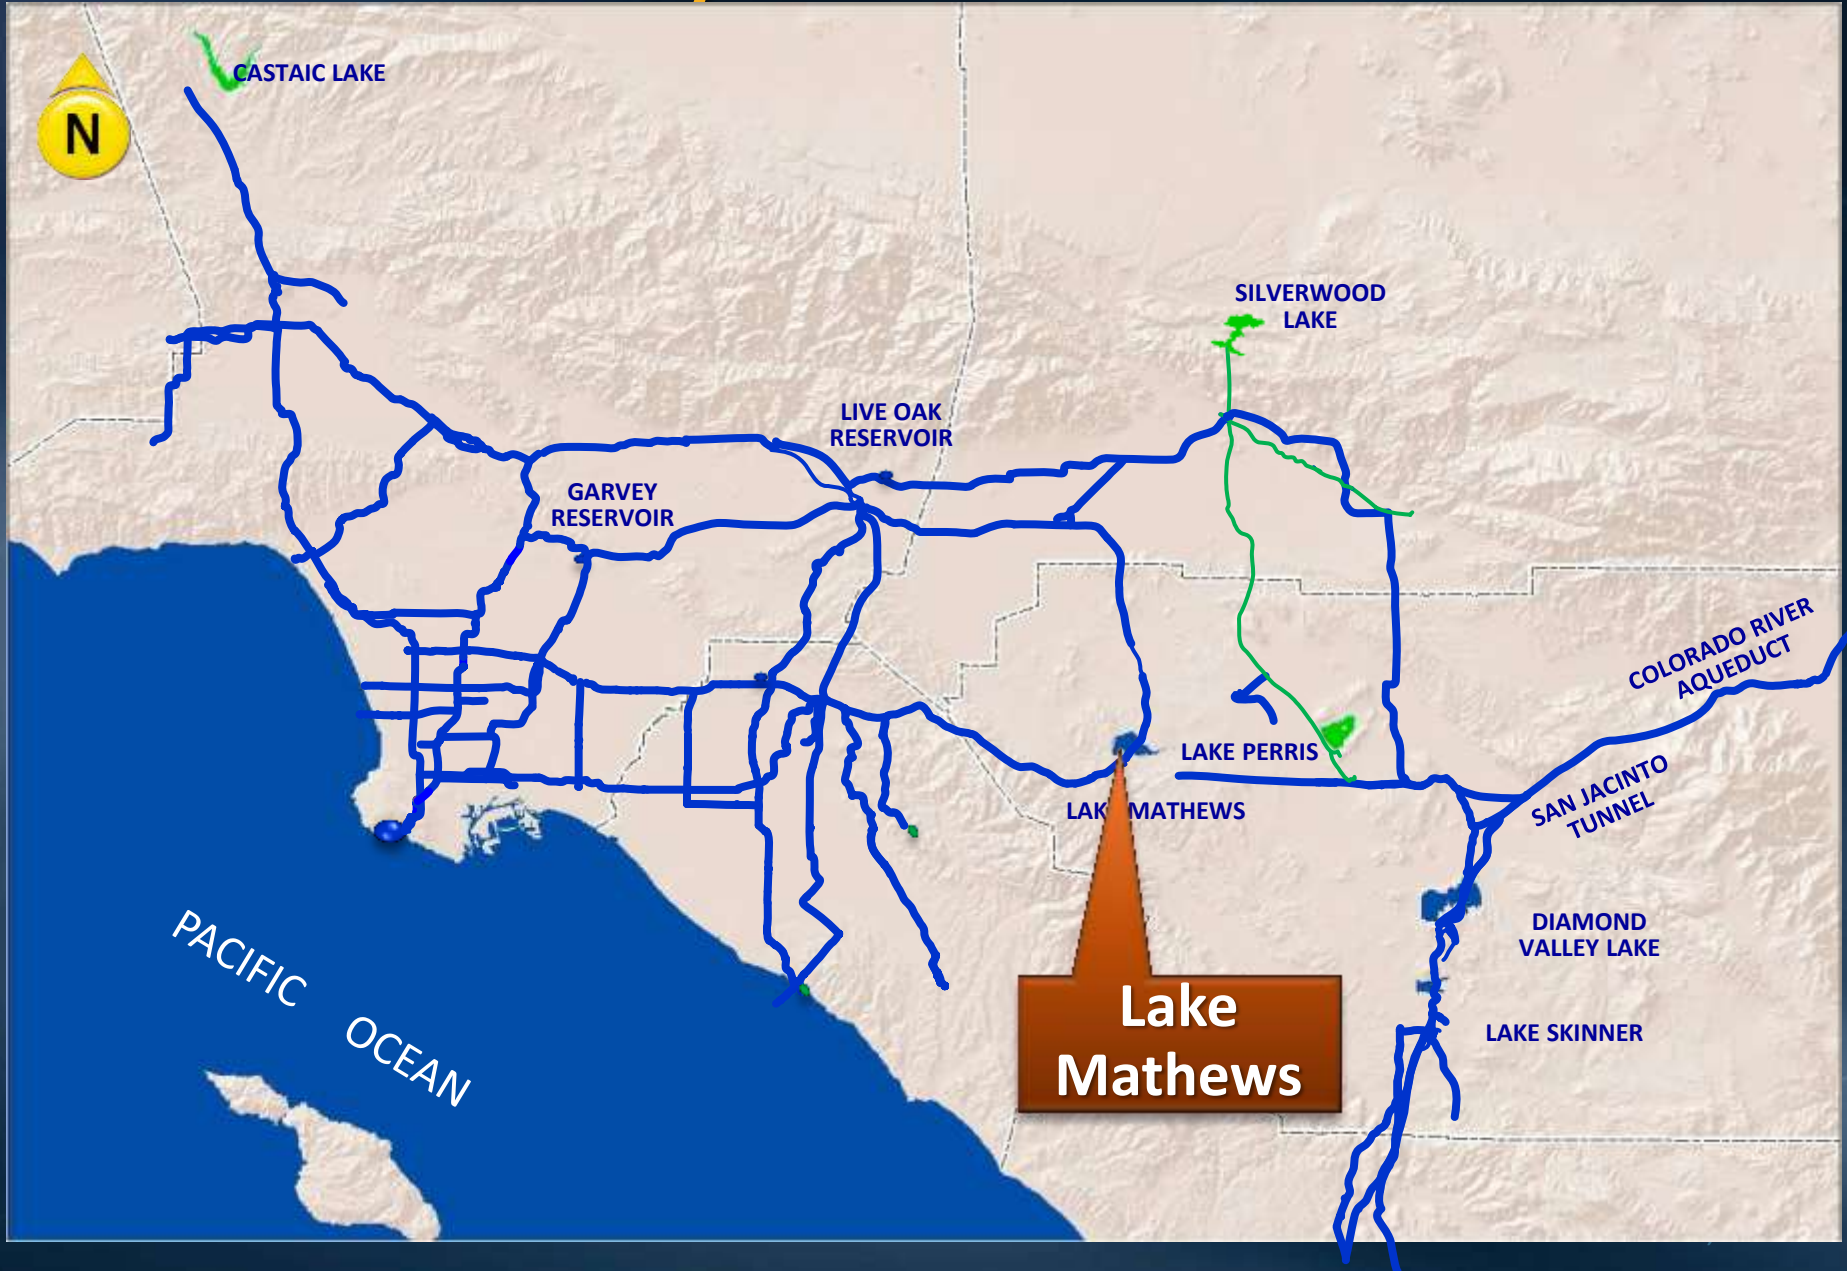 N
CASTAIC LAKE
SILVERWOOD
LAKE
LIVE OAK
RESERVOIR
GARVEY
RESERVOIR
COLORADO RIVER
AQUEDUCT
LAKE PERRIS
SAN JACINTO
TUNNEL
LAKE MATHEWS
DIAMOND
VALLEY LAKE
PACIFIC
OCEAN
LAKE SKINNER
Lake
Mathews